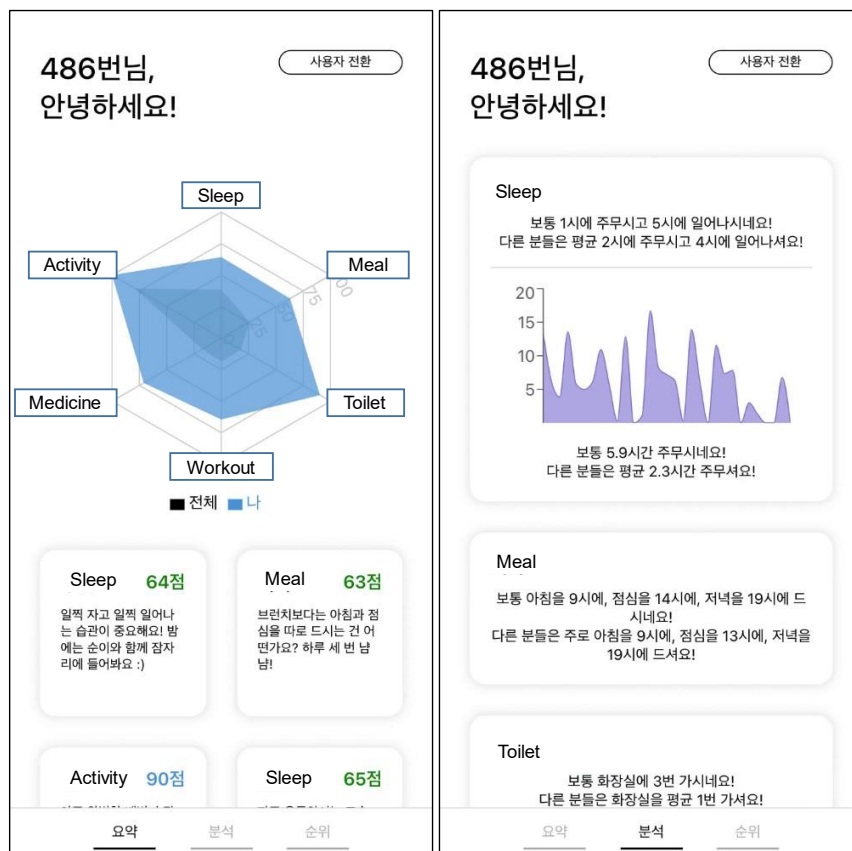 486번님,
안녕하세요!
사용자 전환
Sleep
Activity
Meal
100
75
50
25
0
Medicine
Toilet
Workout
전체 나
Sleep 64점
일찍 자고 일찍 일어나
는 습관이 중요해요! 밤
에는 순이와 함께 잠자
리에 들어봐요 :)
Meal 63점
브런치보다는 아침과 점
심을 따로 드시는 건 어
떤가요? 하루 세 번 냠
냠!
Activity 90점
Sleep 65점
요약 분석 순위
486번님,
안녕하세요!
사용자 전환
Sleep
보통 1시에 주무시고 5시에 일어나시네요!
다른 분들은 평균 2시에 주무시고 4시에 일어나셔요!
20
15
10
5
보통 5.9시간 주무시네요!
다른 분들은 평균 2.3시간 주무셔요!
Meal
보통 아침을 9시에, 점심을 14시에, 저녁을 19시에 드
시네요!
다른 분들은 주로 아침을 9시에, 점심을 13시에, 저녁을
19시에 드셔요!
Toilet
보통 화장실에 3번 가시네요!
다른 분들은 화장실을 평균 1번 가셔요!
요약 분석 순위